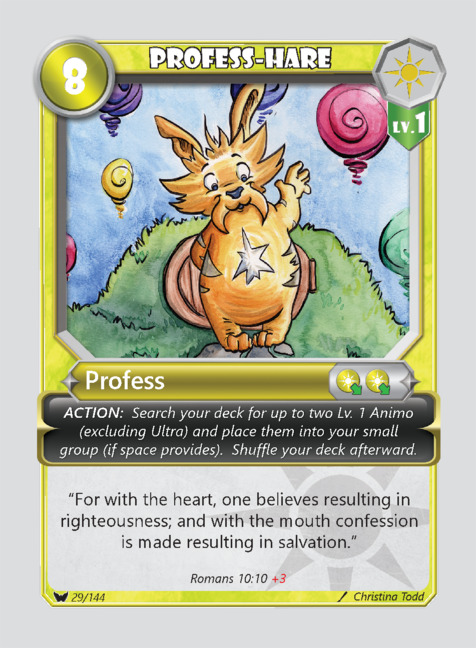 8
PROFESS-HARE
LV.1
Profess
ACTION: Search your deck for up to two Lv. 1 Animo
(excluding Ultra) and place them into your small
group (if space provides). Shuffle your deck afterward.
“For with the heart, one believes resulting in
righteousness; and with the mouth confession
is made resulting in salvation.”
Romans 10:10 +3
29/144
Christina Todd